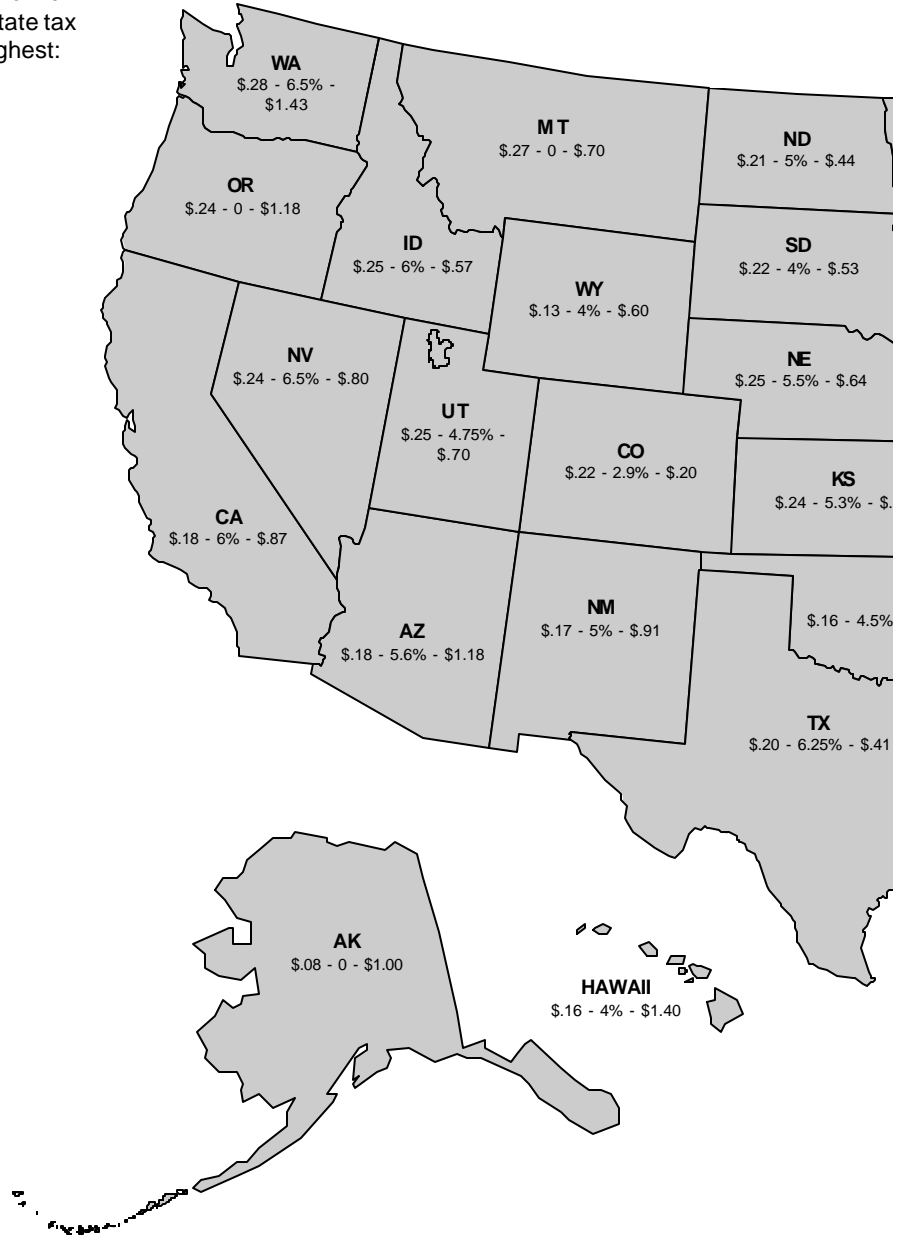 tate tax
ghest:
WA
$.28 - 6.5% -
$1.43
MT
$.27 - 0 - $.70
ND
$.21 - 5% - $.44
OR
$.24 - 0 - $1.18
ID
$.25 - 6% - $.57
SD
$.22 - 4% - $.53
WY
$.13 - 4% - $.60
NV
$.24 - 6.5% - $.80
NE
$.25 - 5.5% - $.64
UT
$.25 - 4.75% -
$.70
CO
$.22 - 2.9% - $.20
KS
$.24 - 5.3% - $.
CA
$.18 - 6% - $.87
AZ
$.18 - 5.6% - $1.18
NM
$.17 - 5% - $.91
$.16 - 4.5%
TX
$.20 - 6.25% - $.41
AK
$.08 - 0 - $1.00
HAWAII
$.16 - 4% - $1.40